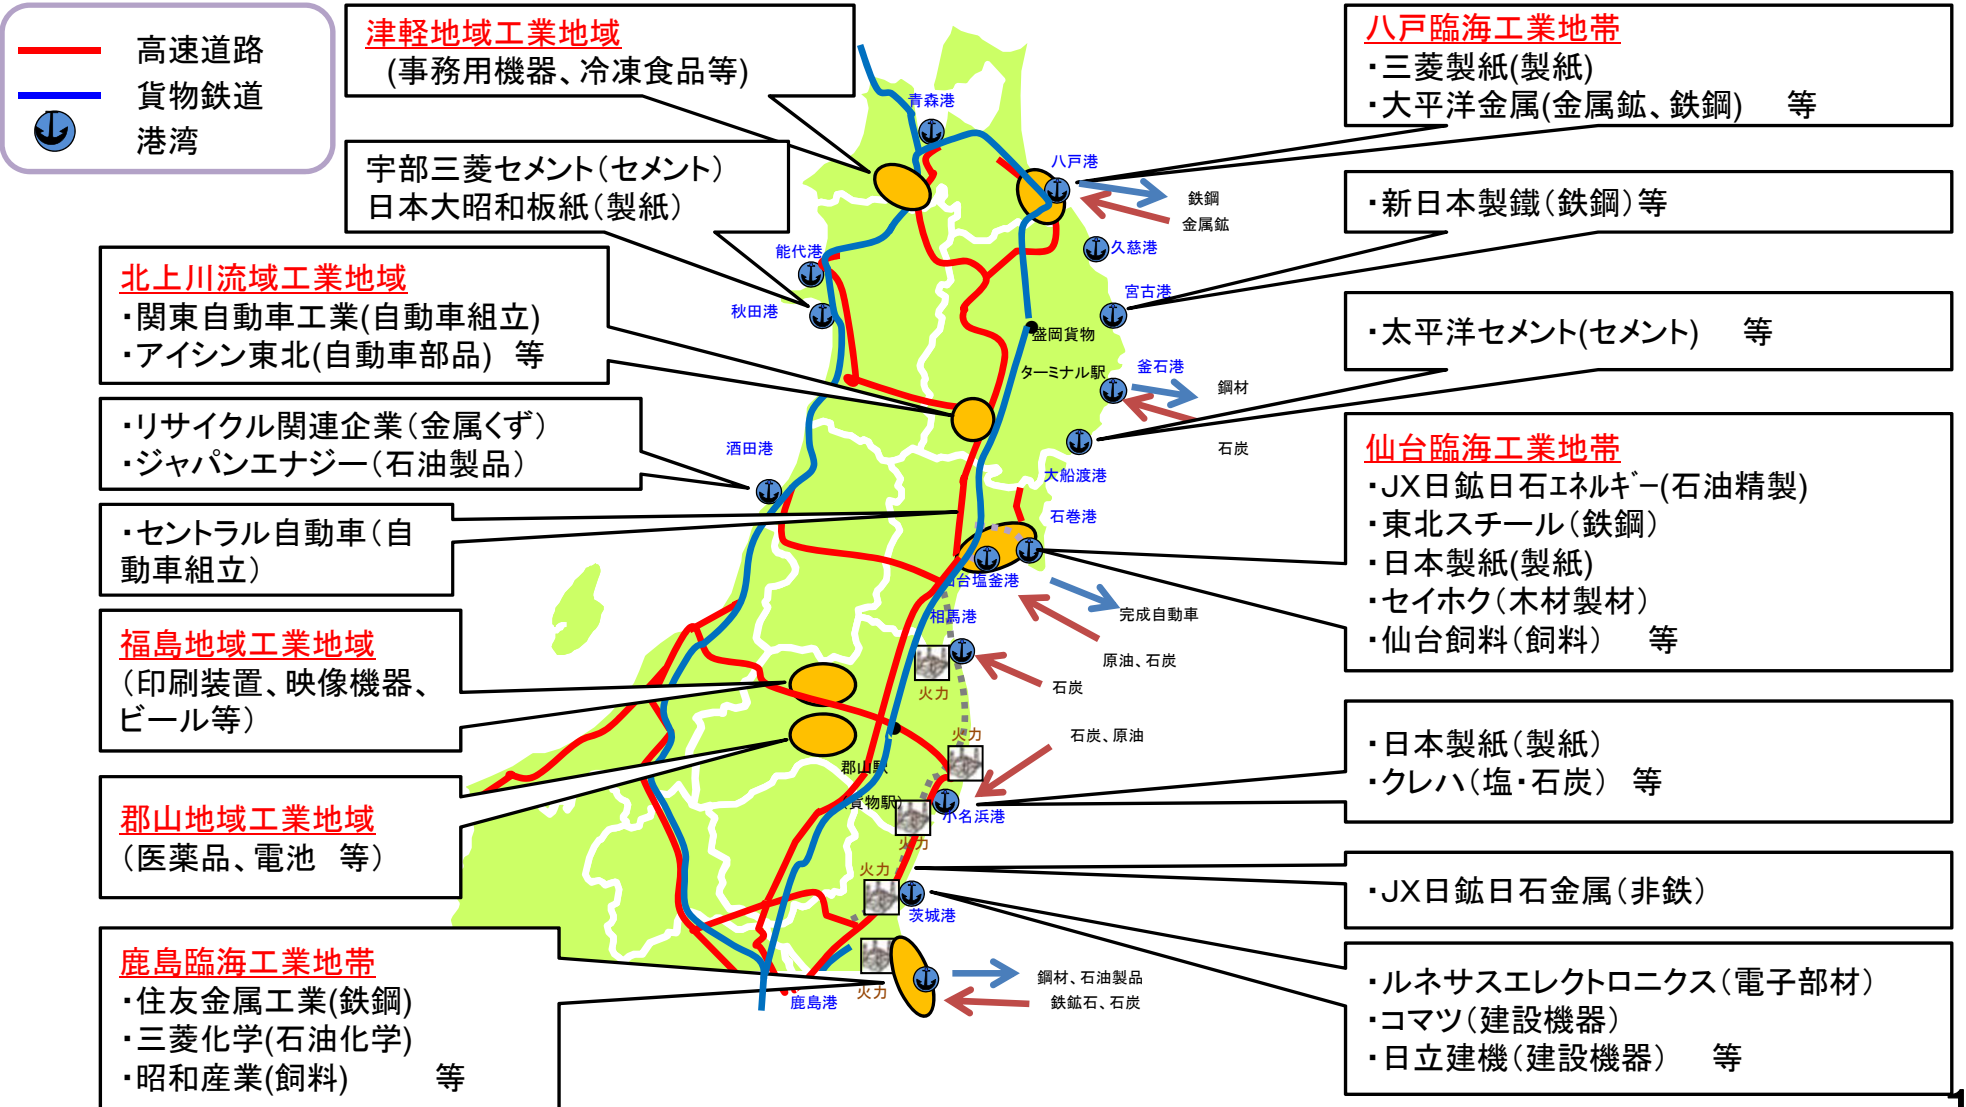 高速道路
貨物鉄道
港湾
津軽地域工業地域
(事務用機器、冷凍食品等)
宇部三菱セメント(セメント)
日本大昭和板紙(製紙)
北上川流域工業地域
・関東自動車工業(自動車組立)
・アイシン東北(自動車部品) 等
・リサイクル関連企業(金属くず)
・ジャパンエナジー(石油製品)
・セントラル自動車(自
動車組立)
福島地域工業地域
(印刷装置、映像機器、
ビール等)
郡山地域工業地域
(医薬品、電池 等)
鹿島臨海工業地帯
・住友金属工業(鉄鋼)
・三菱化学(石油化学)
・昭和産業(飼料) 等
青森港
八戸港
鉄鋼
金属鉱
久慈港
能代港
宮古港
秋田港
盛岡貨物
ターミナル駅
釜石港
鋼材
石炭
酒田港
大船渡港
石巻港
仙台塩釜港
完成自動車
相馬港
原油、石炭
石炭
火力
火力
石炭、原油
郡山駅
(貨物駅)
小名浜港
火力
火力
茨城港
鋼材、石油製品
火力
鹿島港
鉄鉱石、石炭
八戸臨海工業地帯
・三菱製紙(製紙)
・大平洋金属(金属鉱、鉄鋼) 等
・新日本製鐵(鉄鋼)等
・太平洋セメント(セメント) 等
仙台臨海工業地帯
・JX日鉱日石エネルギー(石油精製)
・東北スチール(鉄鋼)
・日本製紙(製紙)
・セイホク(木材製材)
・仙台飼料(飼料) 等
・日本製紙(製紙)
・クレハ(塩・石炭) 等
・JX日鉱日石金属(非鉄)
・ルネサスエレクトロニクス(電子部材)
・コマツ(建設機器)
・日立建機(建設機器) 等